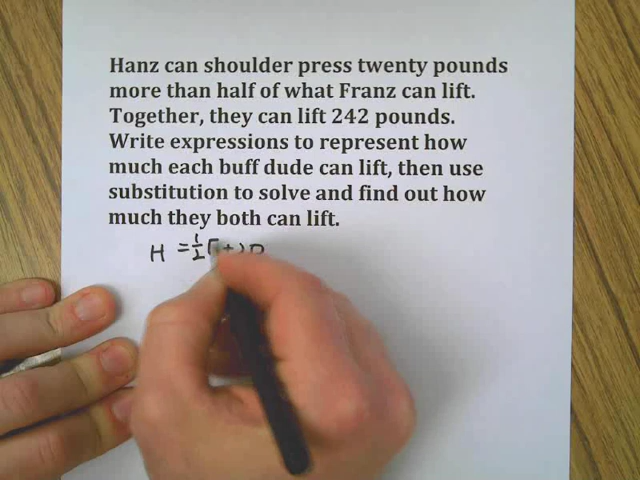 Hanz can shoulder press twenty pounds
more than half of what Franz can lift.
Together, they can lift 242 pounds.
Write expressions to represent how
much each buff dude can lift, then use
substitution to solve and find out how
much they both can lift.
H = 1/2